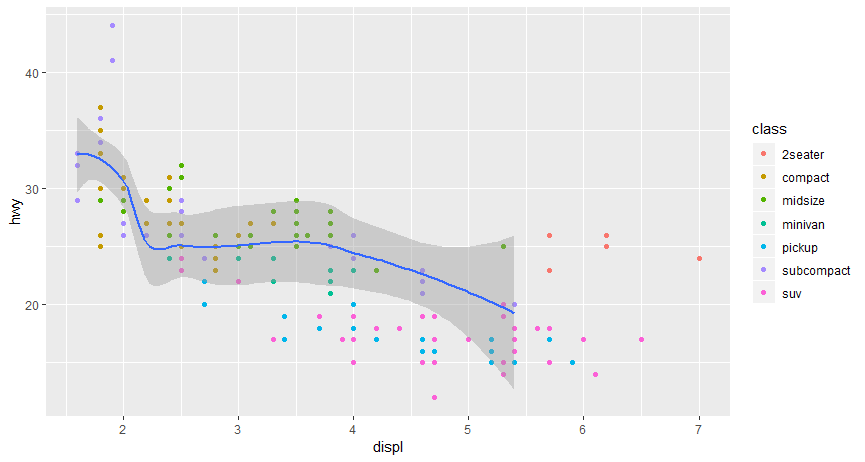 40
30
20
hwy
2 3 4 5 6 7
displ
class
2seater
compact
midsize
minivan
pickup
subcompact
suv